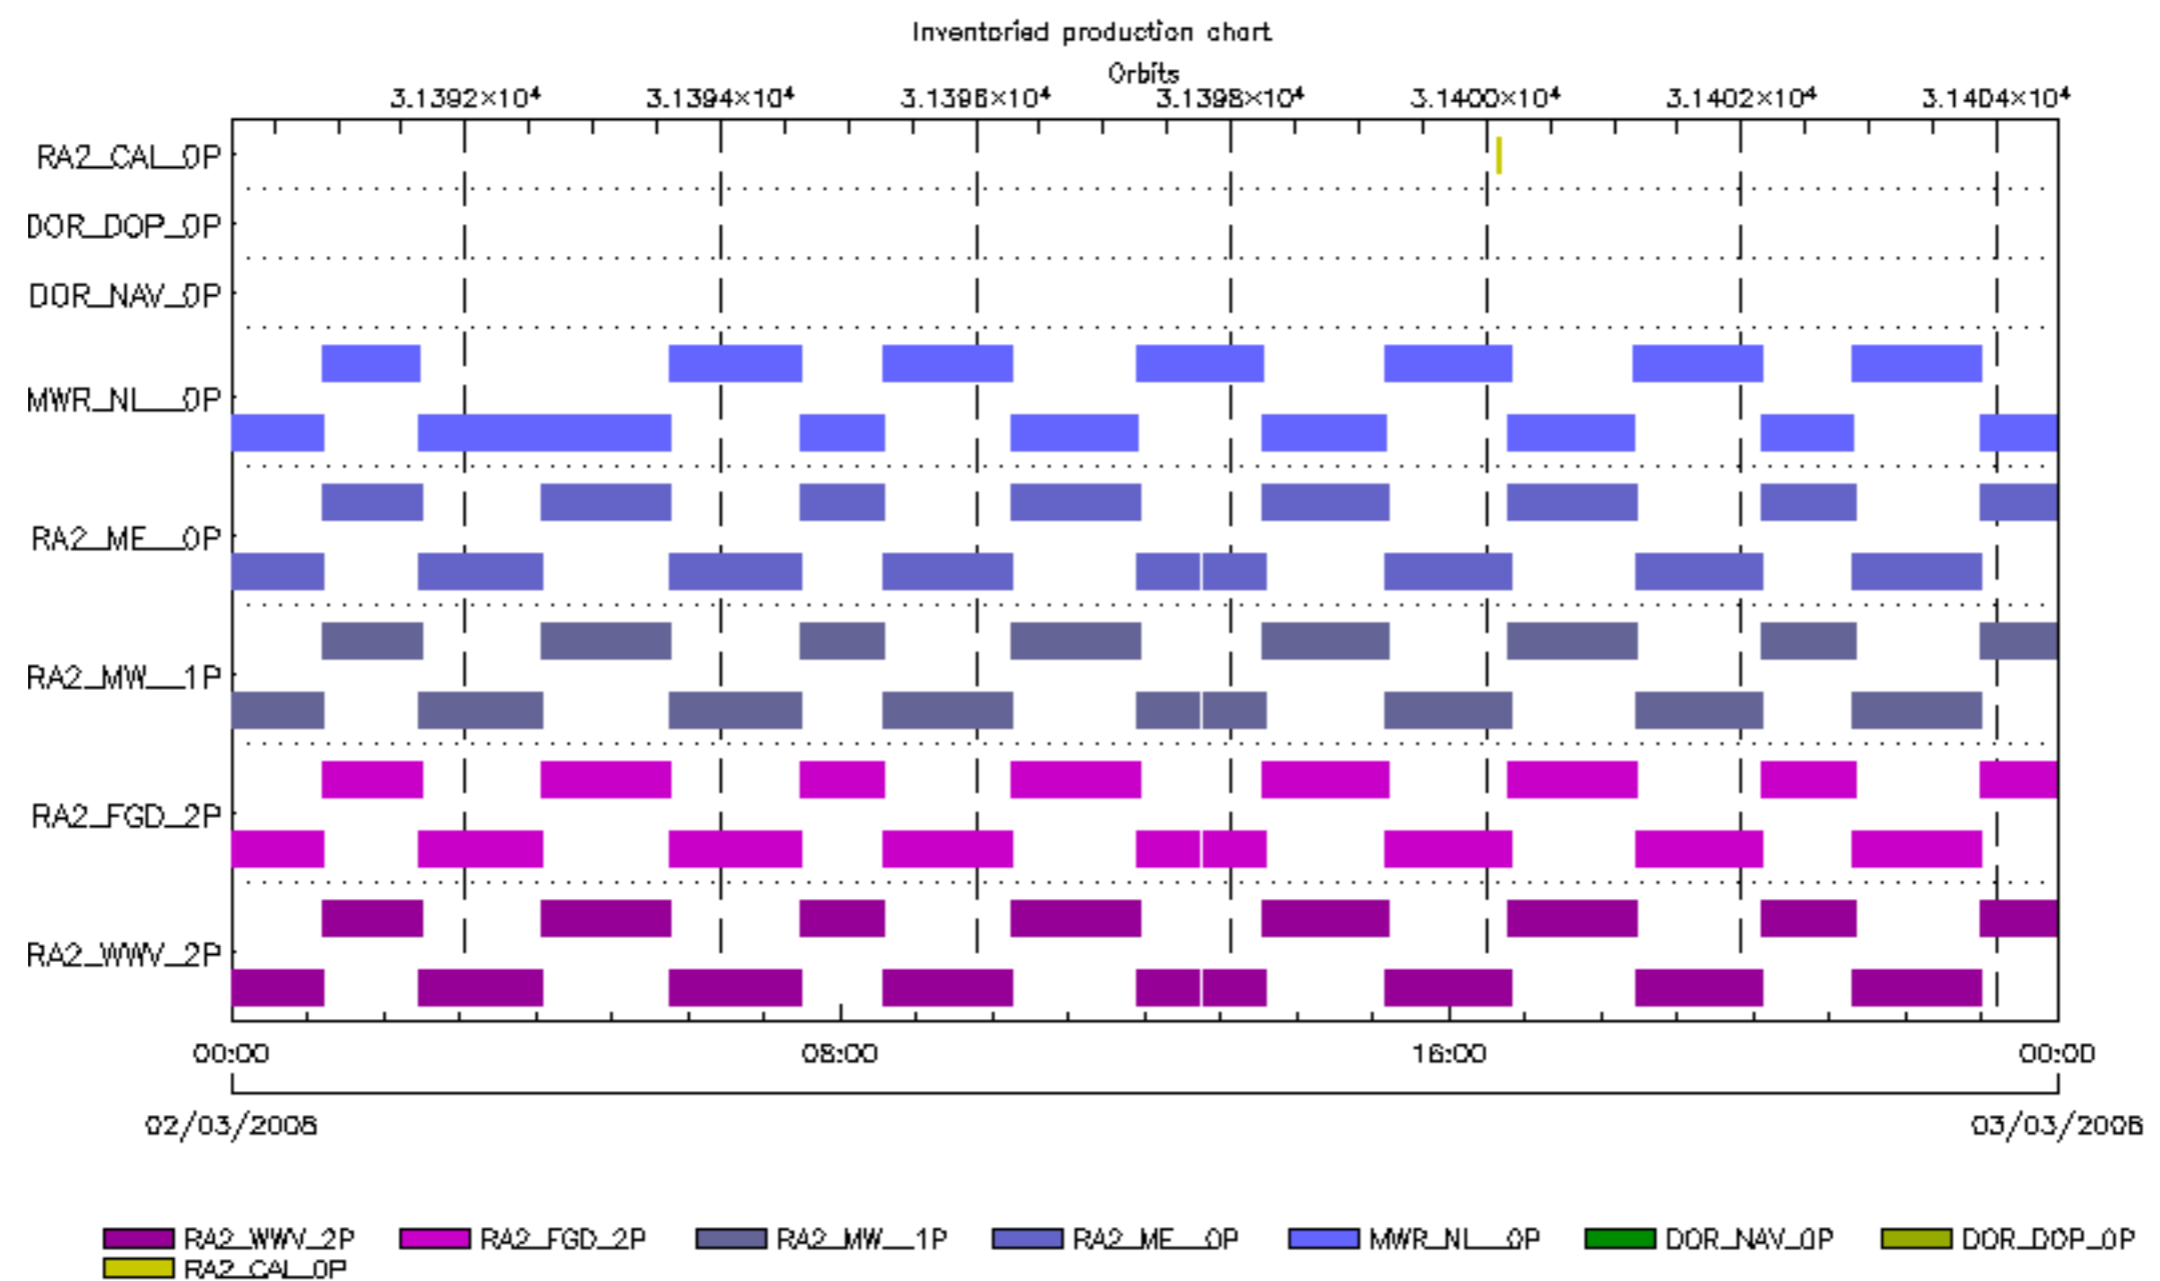 Inventoried production chart
Orbits
3.1392×10⁴ 3.1394×10⁴ 3.1396×10⁴ 3.1398×10⁴ 3.1400×10⁴ 3.1402×10⁴ 3.1404×10⁴
RA2_CAL_0P
DOR_DOP_0P
DOR_NAV_0P
MWR_NL__0P
RA2_ME__0P
RA2_MW__1P
RA2_FGD_2P
RA2_WWV_2P
00:00 08:00 16:00 00:00
02/03/2008 03/03/2008
RA2_WWV_2P RA2_FGD_2P RA2_MW__1P RA2_ME__0P MWR_NL__0P DOR_NAV_0P DOR_DOP_0P
RA2_CAL_0P